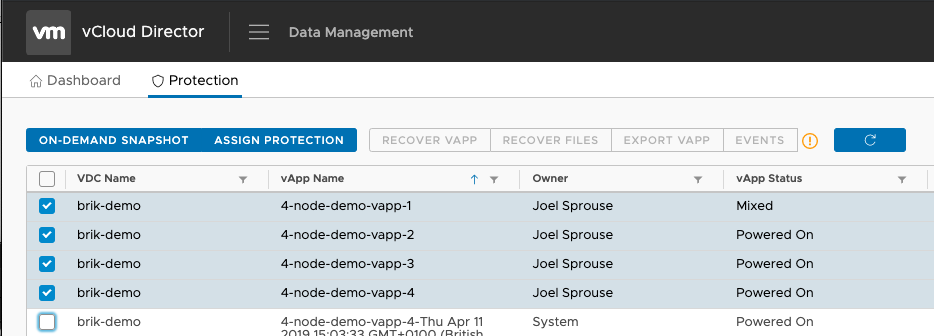 vm vCloud Director Data Management
Dashboard Protection
ON-DEMAND SNAPSHOT ASSIGN PROTECTION RECOVER VAPP RECOVER FILES EXPORT VAPP EVENTS
VDC Name vApp Name Owner vApp Status
brik-demo 4-node-demo-vapp-1 Joel Sprouse Mixed
brik-demo 4-node-demo-vapp-2 Joel Sprouse Powered On
brik-demo 4-node-demo-vapp-3 Joel Sprouse Powered On
brik-demo 4-node-demo-vapp-4 Joel Sprouse Powered On
brik-demo 4-node-demo-vapp-4-Thu Apr 11 System Powered On
2019 15:03:33 GMT+0100 (British